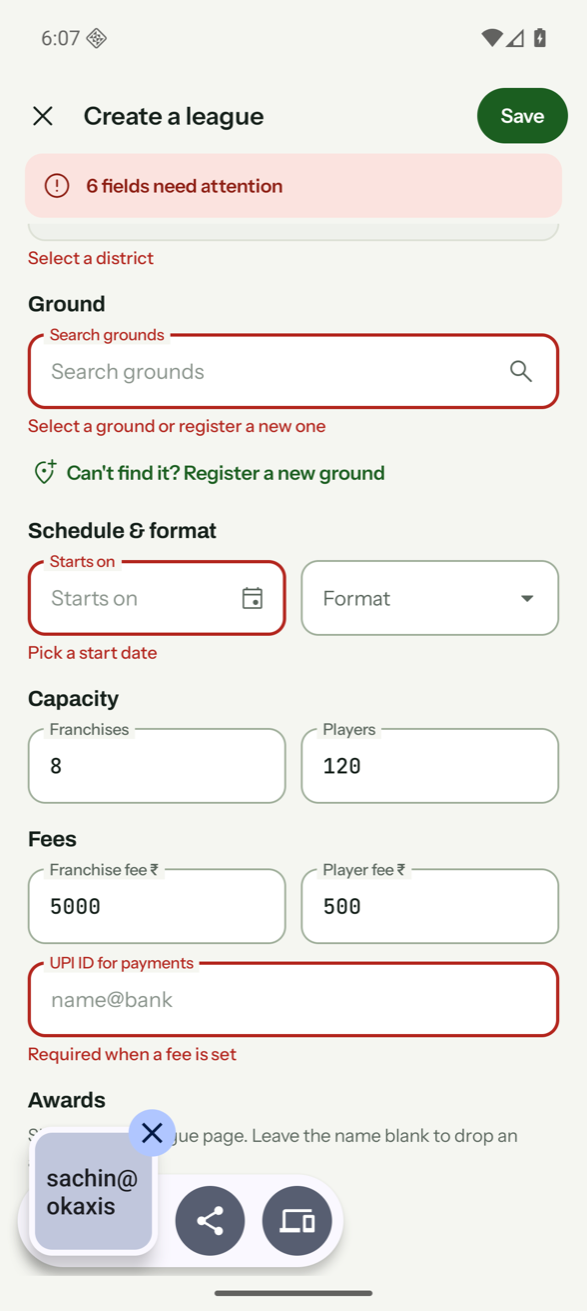 6:07
Create a league
Save
6 fields need attention
Select a district
Ground
Search grounds
Search grounds
Select a ground or register a new one
Can't find it? Register a new ground
Schedule & format
Starts on
Starts on
Format
Pick a start date
Capacity
Franchises
Players
8
120
Fees
Franchise fee ₹
Player fee ₹
5000
500
UPI ID for payments
name@bank
Required when a fee is set
Awards
page. Leave the name blank to drop an
sachin@
okaxis